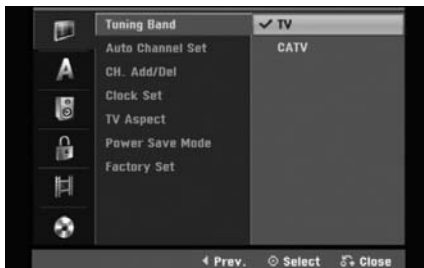 Tuning Band
✓ TV
Auto Channel Set
CATV
CH. Add/Del
Clock Set
TV Aspect
Power Save Mode
Factory Set
A
Prev. Select Close